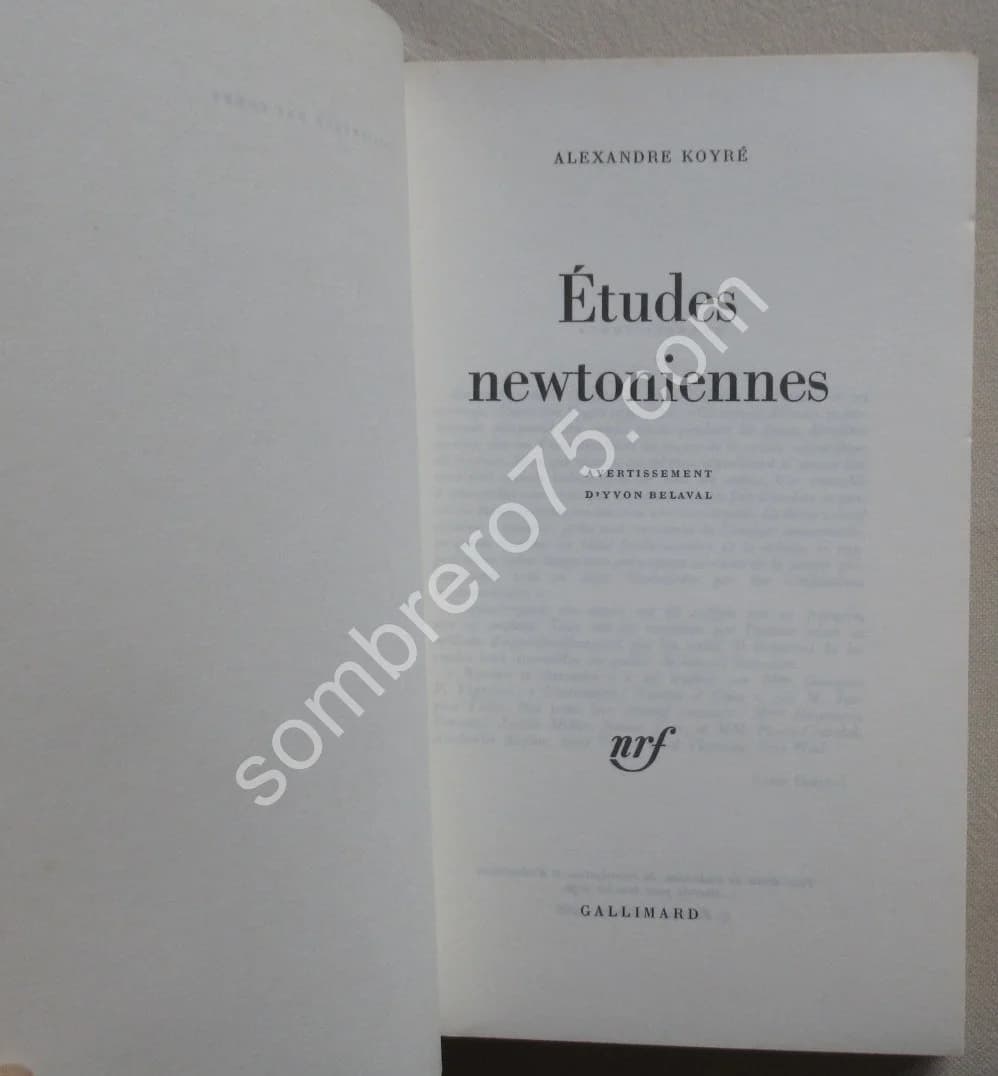 ALEXANDRE KOYRÉ
Études
newtoniennes
AVERTISSEMENT
D'YVON BELAVAL
nrf
GALLIMARD
sombrero75.com